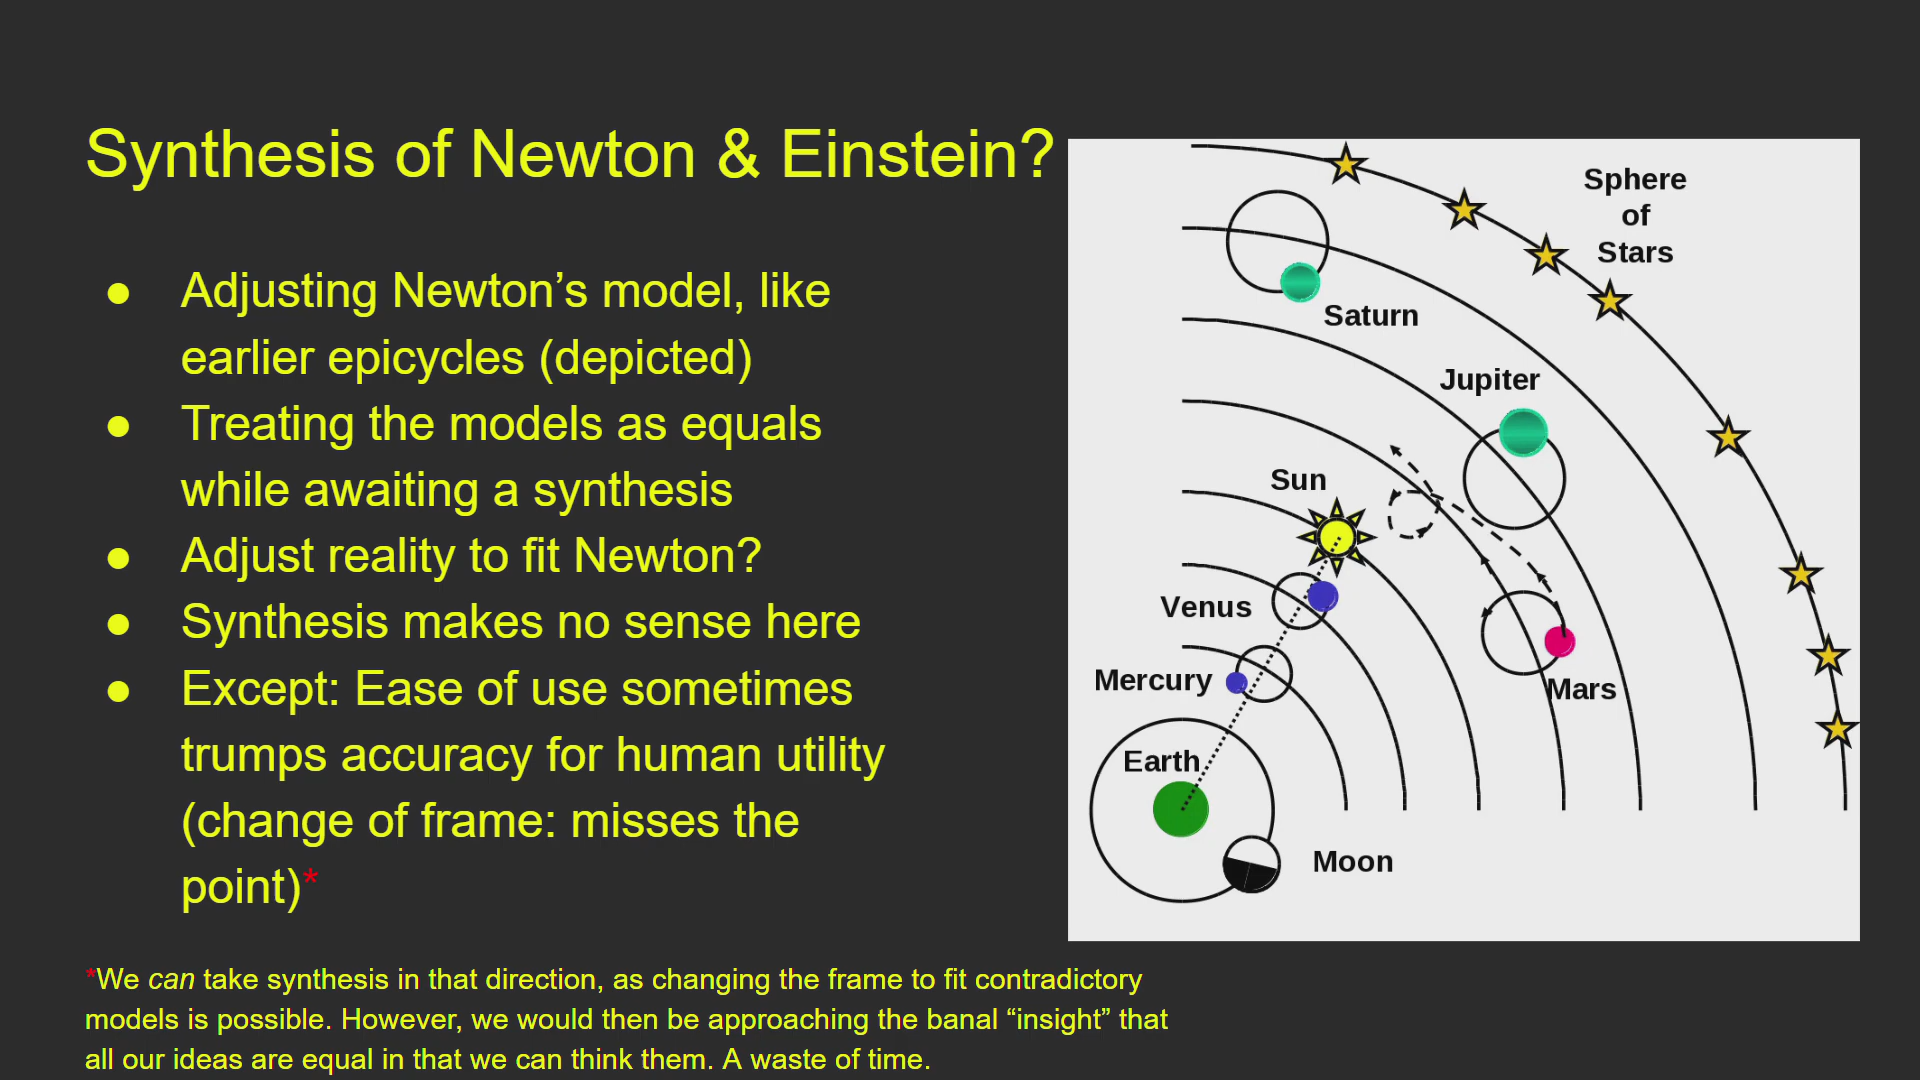 Synthesis of Newton & Einstein?
● Adjusting Newton’s model, like
earlier epicycles (depicted)
● Treating the models as equals
while awaiting a synthesis
● Adjust reality to fit Newton?
● Synthesis makes no sense here
● Except: Ease of use sometimes
trumps accuracy for human utility
(change of frame: misses the
point)*
*We can take synthesis in that direction, as changing the frame to fit contradictory
models is possible. However, we would then be approaching the banal “insight” that
all our ideas are equal in that we can think them. A waste of time.
Sphere
of
Stars
Saturn
Jupiter
Sun
Venus
Mercury
Mars
Earth
Moon